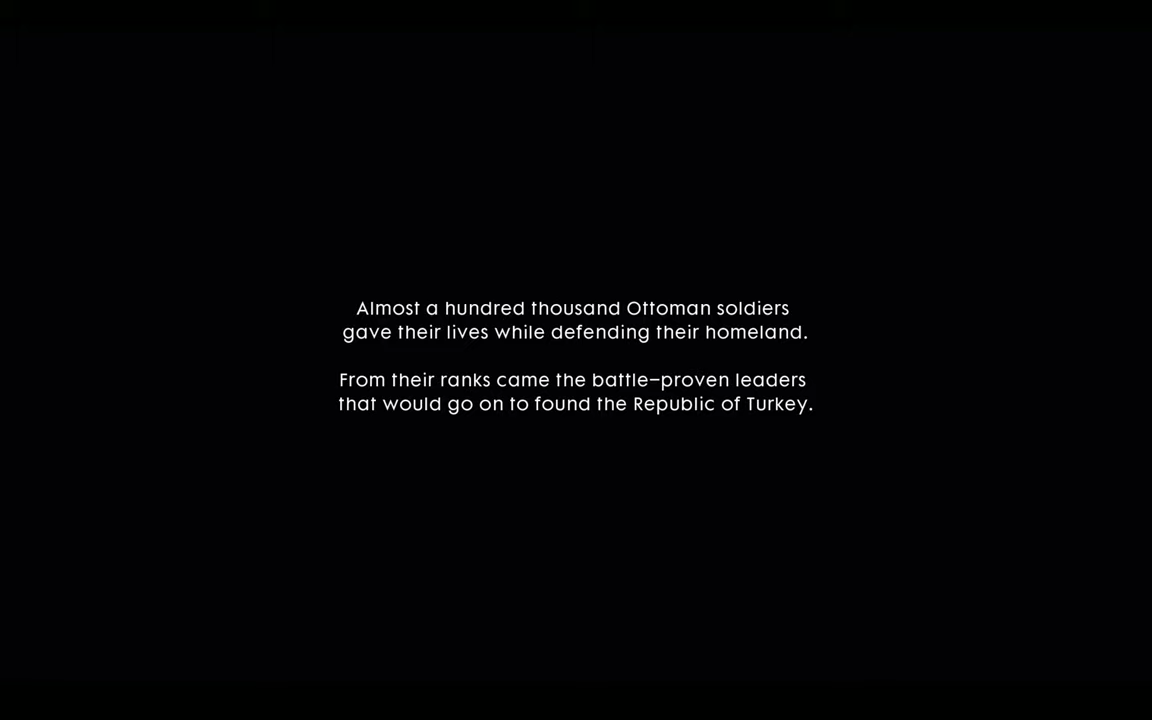 Almost a hundred thousand Ottoman soldiers
gave their lives while defending their homeland.
From their ranks came the battle-proven leaders
that would go on to found the Republic of Turkey.